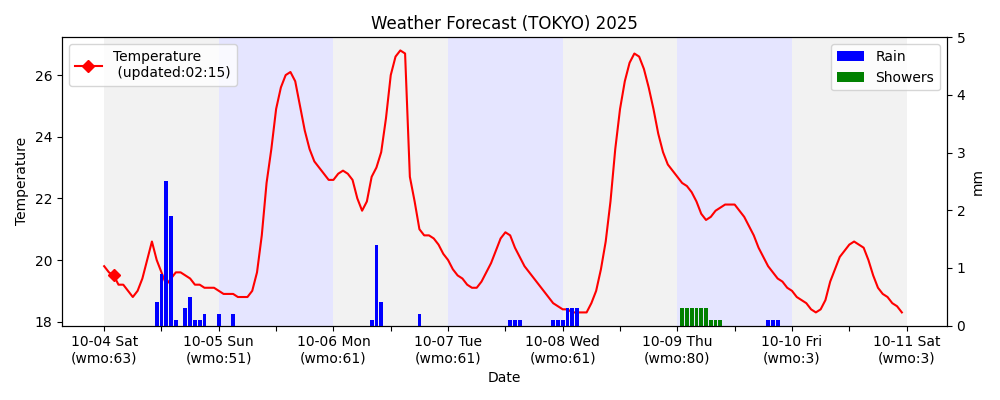 Weather Forecast (TOKYO) 2025
Temperature
(updated:02:15)
Rain
Showers
Temperature
26
24
22
20
18
5
4
3
2
1
0
mm
10-04 Sat
(wmo:63)
10-05 Sun
(wmo:51)
10-06 Mon
(wmo:61)
10-07 Tue
(wmo:61)
10-08 Wed
(wmo:61)
10-09 Thu
(wmo:80)
10-10 Fri
(wmo:3)
10-11 Sat
(wmo:3)
Date